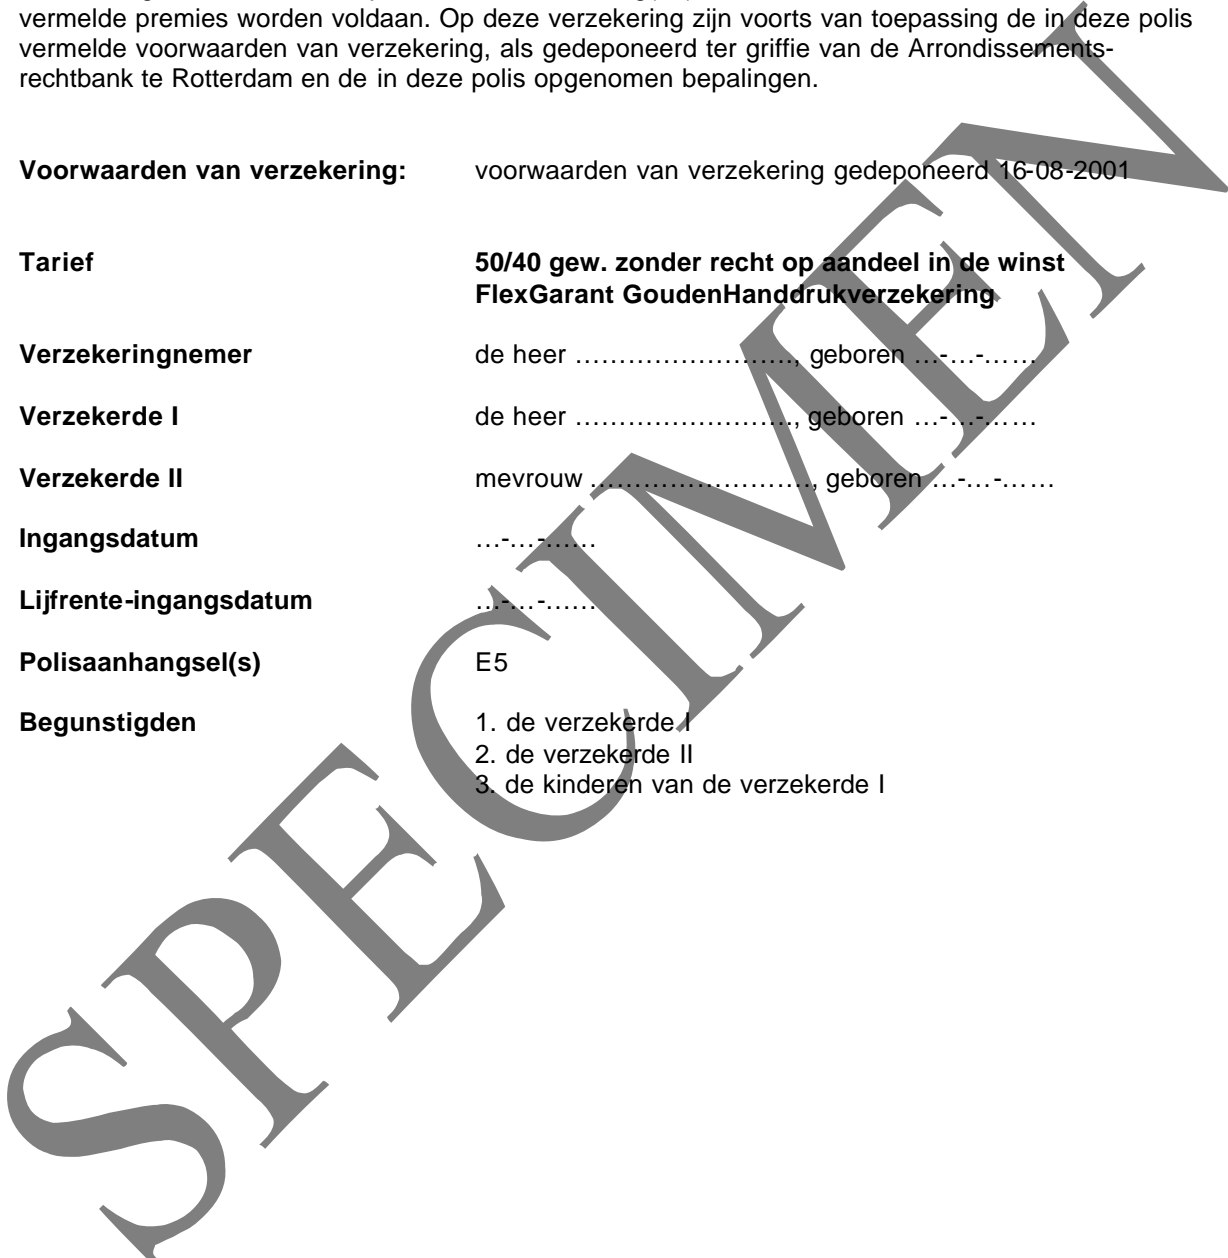 vermelde premies worden voldaan. Op deze verzekering zijn voorts van toepassing de in deze polis
vermelde voorwaarden van verzekering, als gedeponeerd ter griffie van de Arrondissements-
rechtbank te Rotterdam en de in deze polis opgenomen bepalingen.
Voorwaarden van verzekering: voorwaarden van verzekering gedeponeerd 16-08-2001
Tarief 50/40 gew. zonder recht op aandeel in de winst
FlexGarant GoudenHanddrukverzekering
Verzekeringnemer de heer ……………………., geboren …-…-……
Verzekerde I de heer ……………………., geboren …-…-……
Verzekerde II mevrouw ……………………., geboren …-…-……
Ingangsdatum …-…-……
Lijfrente-ingangsdatum …-…-……
Polisaanhangsel(s) E5
Begunstigden 1. de verzekerde I
2. de verzekerde II
3. de kinderen van de verzekerde I
SPECIMEN